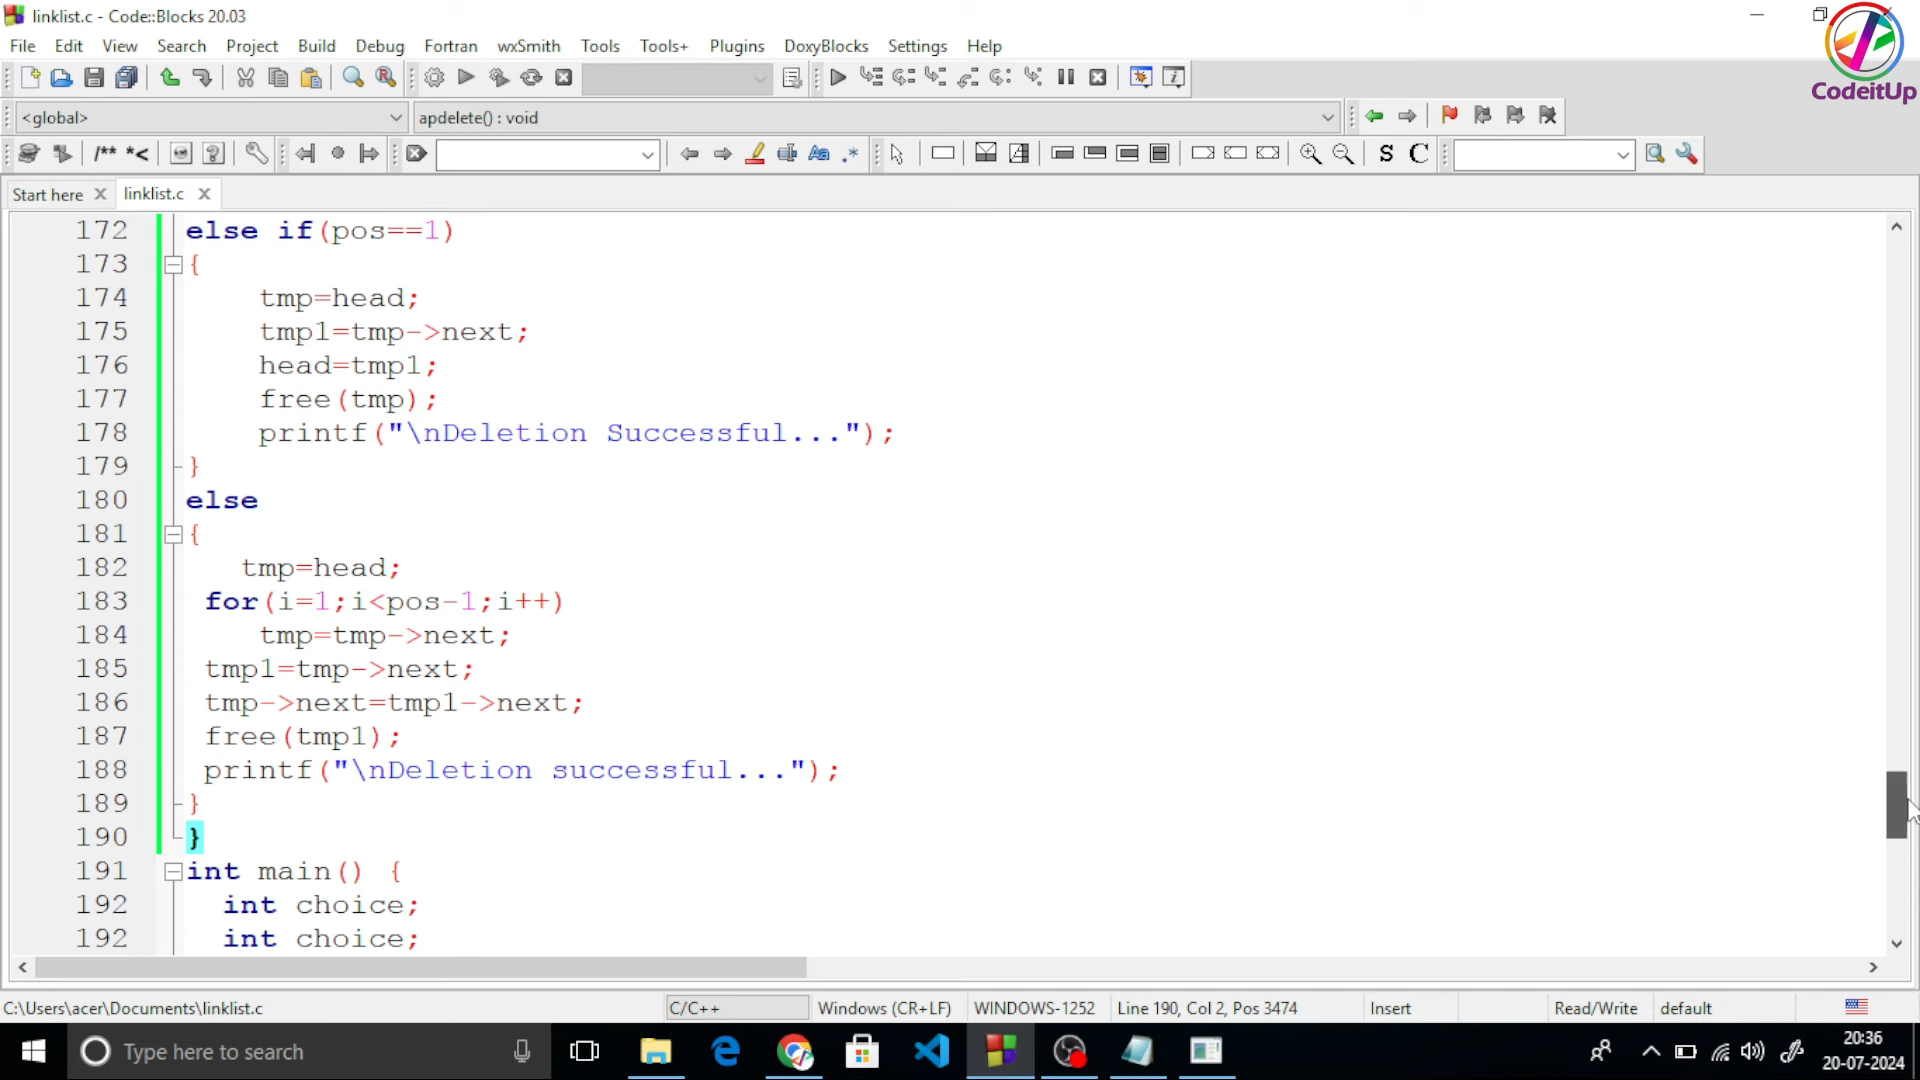 linklist.c - Code::Blocks 20.03
File Edit View Search Project Build Debug Fortran wxSmith Tools Tools+ Plugins DoxyBlocks Settings Help
CodeitUp
<global> apdelete() : void
/** *< Aa .* S C
Start here linklist.c
172 else if(pos==1)
173 {
174 tmp=head;
175 tmp1=tmp->next;
176 head=tmp1;
177 free(tmp);
178 printf("\nDeletion Successful...");
179 }
180 else
181 {
182 tmp=head;
183 for(i=1;i<pos-1;i++)
184 tmp=tmp->next;
185 tmp1=tmp->next;
186 tmp->next=tmp1->next;
187 free(tmp1);
188 printf("\nDeletion successful...");
189 }
190 }
191 int main() {
192 int choice;
192 int choice;
C:\Users\acer\Documents\linklist.c C/C++ Windows (CR+LF) WINDOWS-1252 Line 190, Col 2, Pos 3474 Insert Read/Write default
Type here to search
20:36
20-07-2024